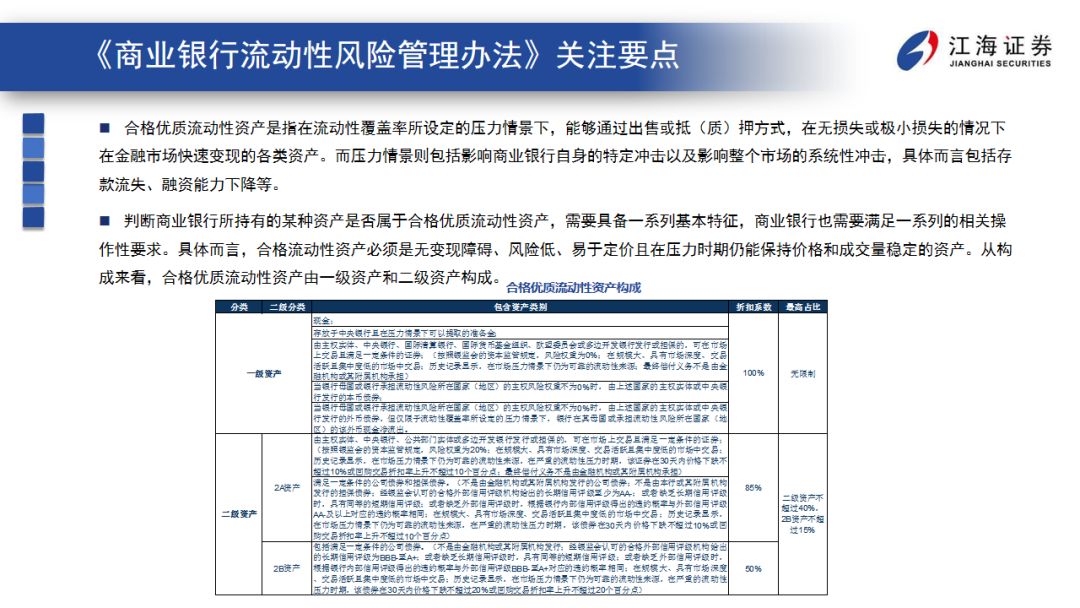 《商业银行流动性风险管理办法》关注要点
江海证券
JIANGHAI SECURITIES
■ 合格优质流动性资产是指在流动性覆盖率所设定的压力情景下，能够通过出售或抵（质）押方式，在无损失或极小损失的情况下
在金融市场快速变现的各类资产。而压力情景则包括影响商业银行自身的特定冲击以及影响整个市场的系统性冲击，具体而言包括存
款流失、融资能力下降等。
■ 判断商业银行所持有的某种资产是否属于合格优质流动性资产，需要具备一系列基本特征，商业银行也需要满足一系列的相关操
作性要求。具体而言，合格流动性资产必须是无变现障碍、风险低、易于定价且在压力时期仍能保持价格和成交量稳定的资产。从构
成来看，合格优质流动性资产由一级资产和二级资产构成。
合格优质流动性资产构成
分类 二级分类 包含资产类别 折扣系数 最高占比
一级资产
现金；
存放于中央银行且在压力情景下可以提取的准备金
由主权实体、中央银行、国际清算银行、国际货币基金组织、欧盟委员会或多边开发银行发行或担保的，可在市场
上交易且满足一定条件的证券；（按照银监会的资本监管规定，风险权重为0%；在规模大、具有市场深度、交易
活跃且集中度低的市场中交易；历史记录显示，在市场压力情景下仍为可靠的流动性来源；最终偿付义务不是由金
融机构或其附属机构承担）
当银行母国或银行承担流动性风险所在国家（地区）的主权风险权重不为0%时，由上述国家的主权实体或中央银
行发行的本币债券；
当银行母国或银行承担流动性风险所在国家（地区）的主权风险权重不为0%时，由上述国家的主权实体或中央银
行发行的外币债券，但仅限于流动性覆盖率所设定的压力情景下，银行在其母国或承担流动性风险所在国家（地
区）的该外币现金净流出。
100%
无限制
二级资产
2A资产
由主权实体、中央银行、公共部门实体或多边开发银行发行或担保的，可在市场上交易且满足一定条件的证券；
（按照银监会的资本监管规定，风险权重为20%；在规模大、具有市场深度、交易活跃且集中度低的市场中交易；
历史记录显示，在市场压力情景下仍为可靠的流动性来源，在严重的流动性压力时期，该证券在30天内价格下跌不
超过10%或回购交易折扣率上升不超过10个百分点；最终偿付义务不是由金融机构或其附属机构承担）
满足一定条件的公司债券和担保债券。（不是由金融机构或其附属机构发行的公司债券；不是由本行或其附属机构
发行的担保债券；经银监会认可的合格外部信用评级机构给出的长期信用评级至少为AA-；或者缺乏长期信用评级
时，具有同等的短期信用评级；或者缺乏外部信用评级时，根据银行内部信用评级得出的违约概率与外部信用评级
AA-及以上对应的违约概率相同；在规模大、具有市场深度、交易活跃且集中度低的市场中交易；历史记录显示，
在市场压力情景下仍为可靠的流动性来源，在严重的流动性压力时期，该债券在30天内价格下跌不超过10%或回
购交易折扣率上升不超过10个百分点）
85%
二级资产不
超过40%，
2B资产不超
过15%
2B资产
包括满足一定条件的公司债券。（不是由金融机构或其附属机构发行；经银监会认可的合格外部信用评级机构给出
的长期信用评级为BBB-至A+；或者缺乏长期信用评级时，具有同等的短期信用评级；或者缺乏外部信用评级时，
根据银行内部信用评级得出的违约概率与外部信用评级BBB-至A+对应的违约概率相同；在规模大、具有市场深度
、交易活跃且集中度低的市场中交易；历史记录显示，在市场压力情景下仍为可靠的流动性来源，在严重的流动性
压力时期，该债券在30天内价格下跌不超过20%或回购交易折扣率上升不超过20个百分点）
50%